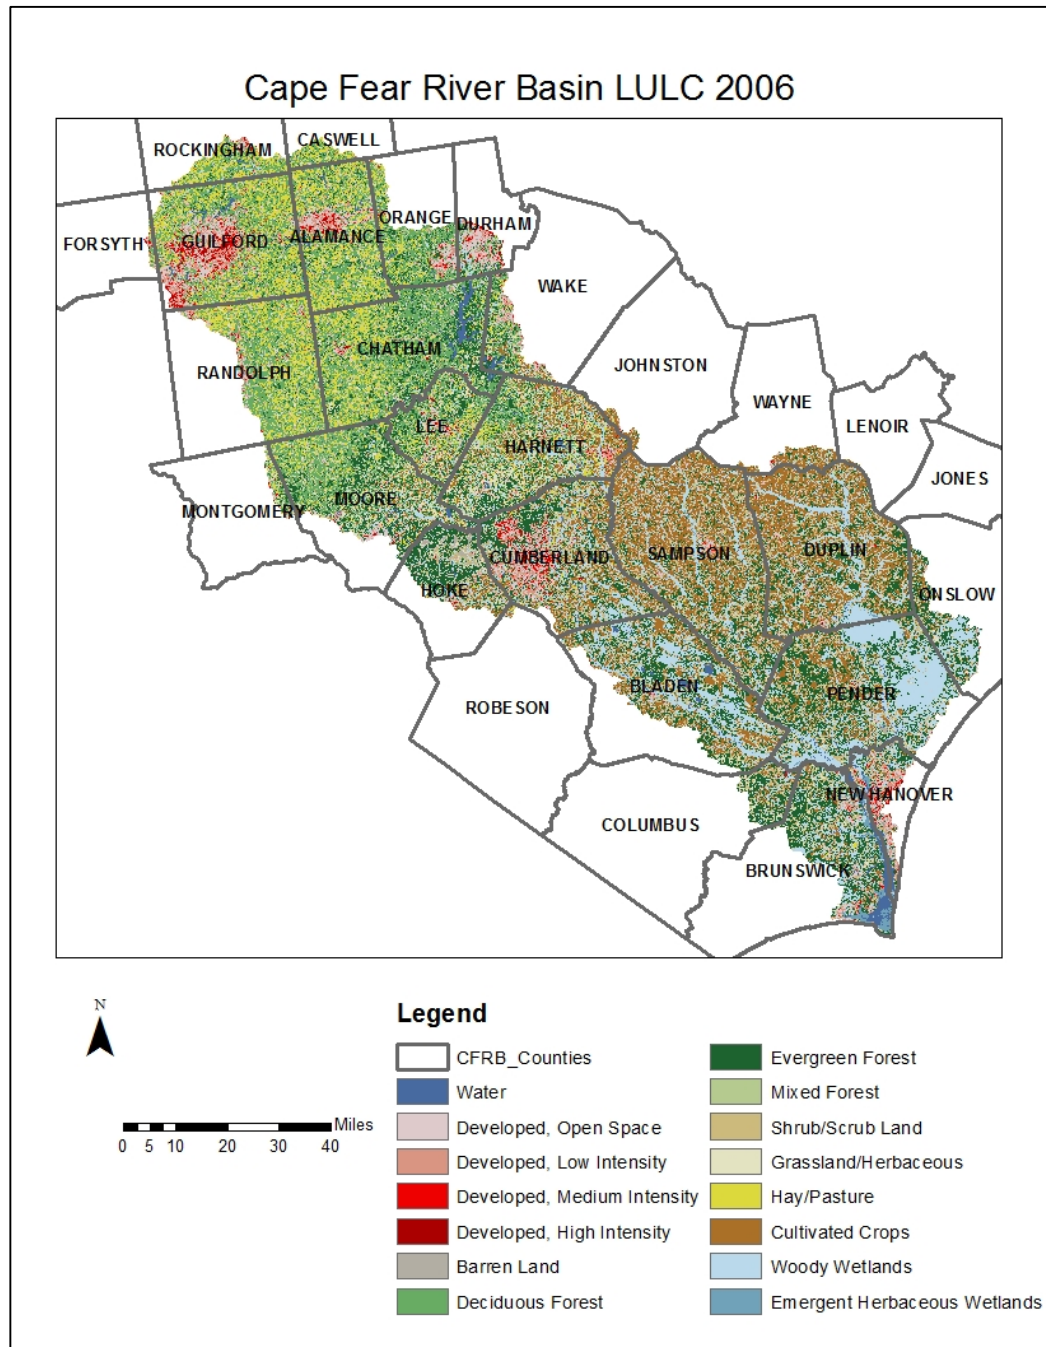 Cape Fear River Basin LULC 2006
ROCKINGHAM
CASWELL
FORSYTH
GUILFORD
ALAMANCE
ORANGE
DURHAM
WAKE
RANDOLPH
CHATHAM
JOHNSTON
WAYNE
LENOIR
LEE
HARNETT
JONES
MONTGOMERY
MOORE
CUMBERLAND
SAMPSON
DUPLIN
HOKE
ONSLOW
ROBESON
BLADEN
PENDER
NEW HANOVER
COLUMBUS
BRUNSWICK
N
Miles
0 5 10 20 30 40
Legend
CFRB_Counties
Water
Developed, Open Space
Developed, Low Intensity
Developed, Medium Intensity
Developed, High Intensity
Barren Land
Deciduous Forest
Evergreen Forest
Mixed Forest
Shrub/Scrub Land
Grassland/Herbaceous
Hay/Pasture
Cultivated Crops
Woody Wetlands
Emergent Herbaceous Wetlands